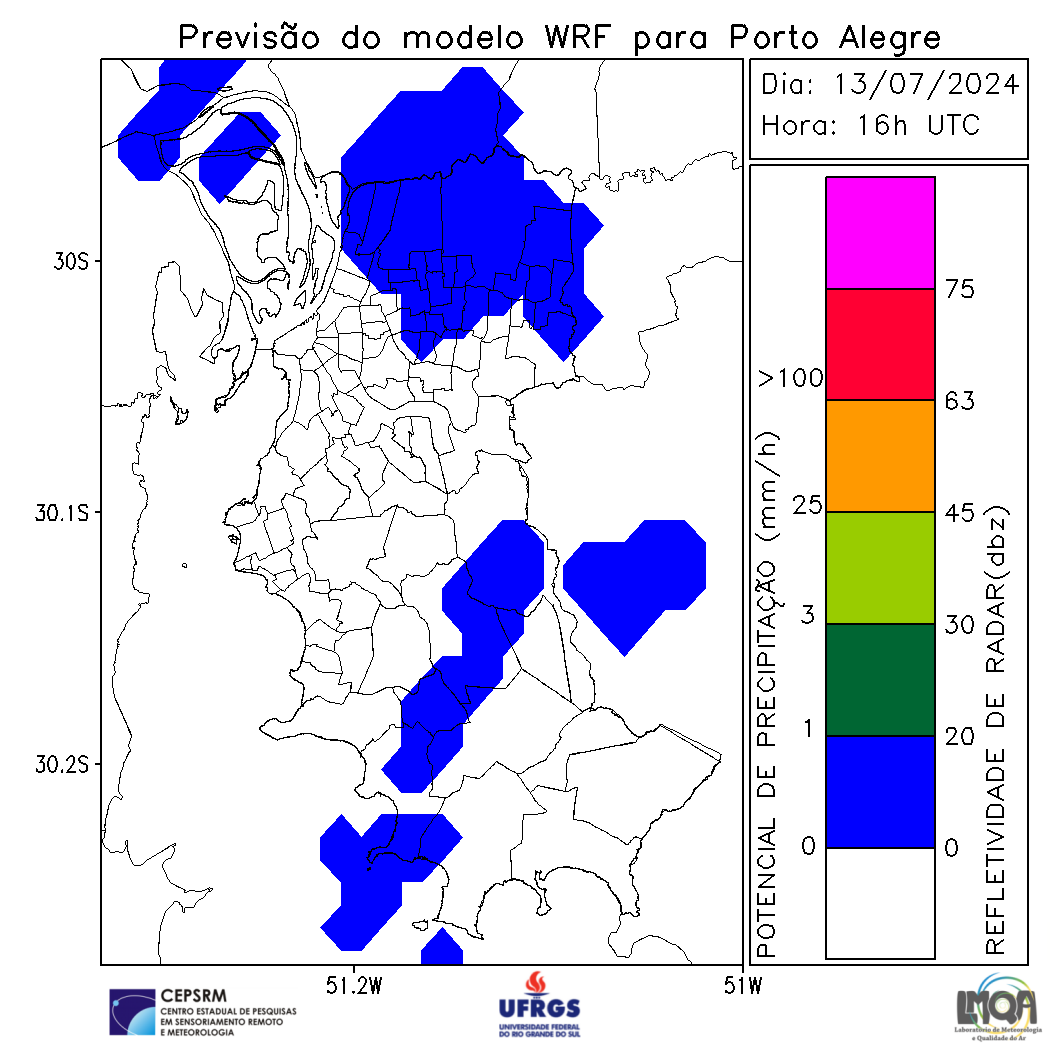 Previsão do modelo WRF para Porto Alegre
Dia: 13/07/2024
Hora: 16h UTC
30S
30.1S
30.2S
51.2W
51W
POTENCIAL DE PRECIPITAÇÃO (mm/h)
>100
25
3
1
0
75
63
45
30
20
0
REFLETIVIDADE DE RADAR(dbz)
CEPSRM
CENTRO ESTADUAL DE PESQUISAS
EM SENSORIAMENTO REMOTO
E METEOROLOGIA
UFRGS
UNIVERSIDADE FEDERAL
DO RIO GRANDE DO SUL
LMQA
Laboratório de Meteorologia
e Qualidade do Ar